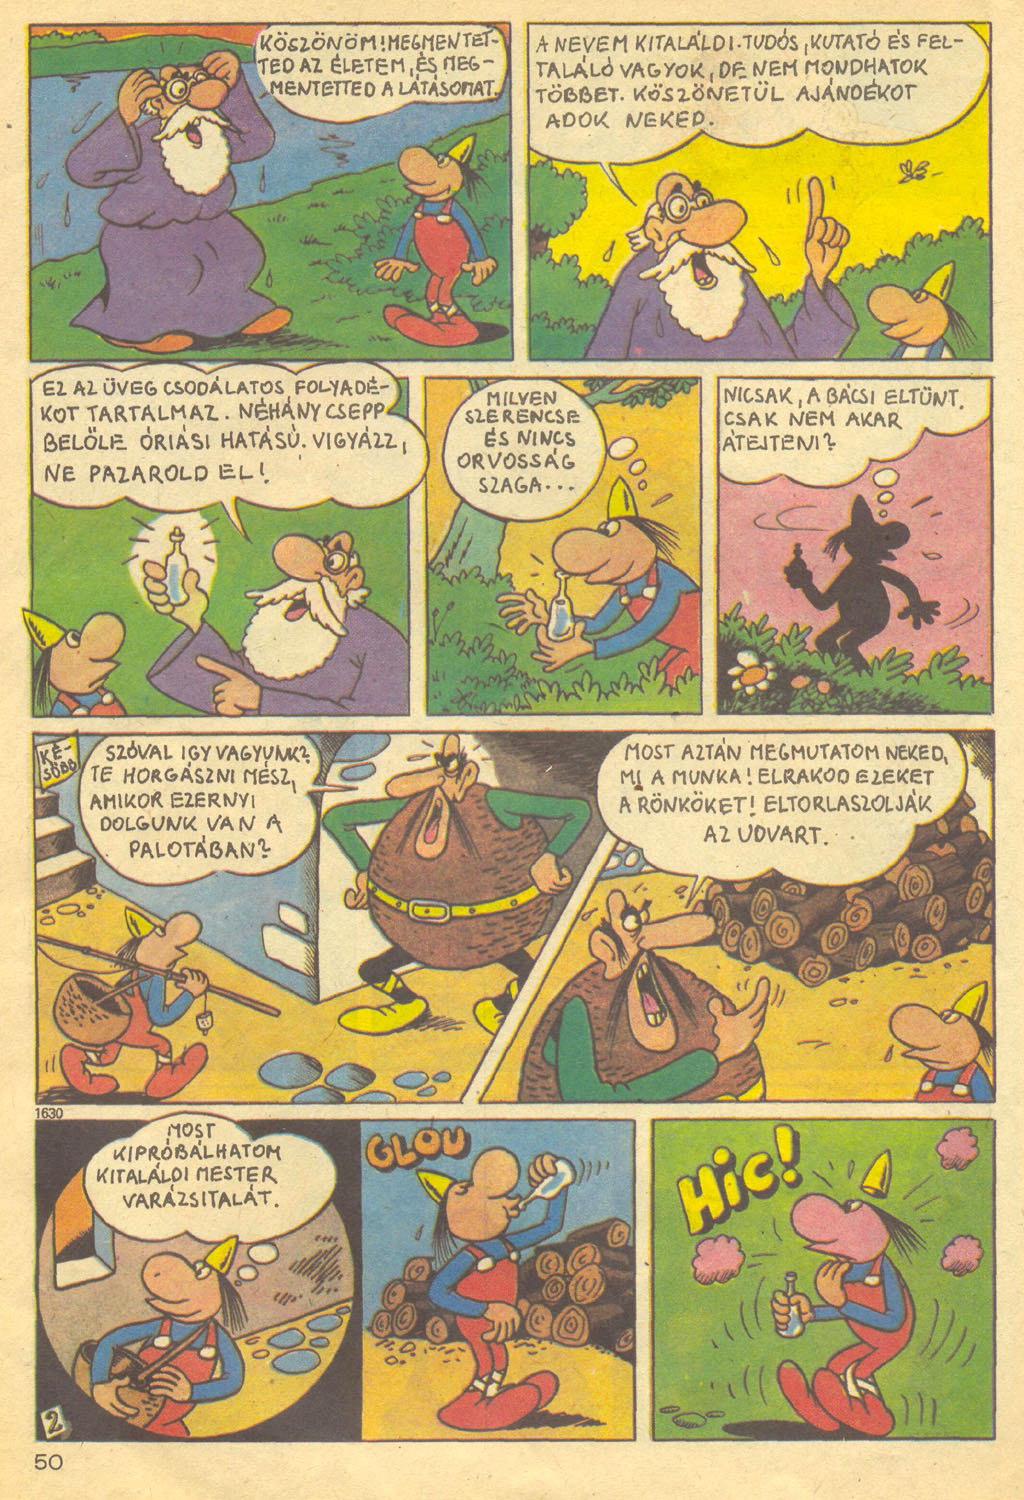 KÖSZÖNÖM! MEGMENTET-
TED AZ ÉLETEM, ÉS MEG-
MENTETTED A LÁTÁSOMAT.
A NEVEM KITALÁLDI. TUDÓS, KUTATÓ ÉS FEL-
TALÁLÓ VAGYOK, DE NEM MONDHATOK
TÖBBET. KÖSZÖNETÜL AJÁNDÉKOT
ADOK NEKED.
EZ AZ ÜVEG CSODÁLATOS FOLYADÉ-
KOT TARTALMAZ. NÉHÁNY CSEPP
BELŐLE ÓRIÁSI HATÁSÚ. VIGYÁZZ,
NE PAZAROLD EL!
MILYEN
SZERENCSE
ÉS NINCS
ORVOSSÁG
SZAGA...
NICSAK, A BÁCSI ELTÜNT.
CSAK NEM AKAR
ÁTEJTENI?
KÉ-
SŐBB
SZÓVAL IGY VAGYUNK?
TE HORGÁSZNI MÉSZ,
AMIKOR EZERNYI
DOLGUNK VAN A
PALOTÁBAN?
MOST AZTÁN MEGMUTATOM NEKED,
MI A MUNKA! ELRAKOD EZEKET
A RÖNKÖKET! ELTORLASZOLJÁK
AZ UDVART.
1630
MOST
KIPRÓBÁLHATOM
KITALÁLDI MESTER
VARÁZSITALÁT.
GLOU
HIC!
2
50